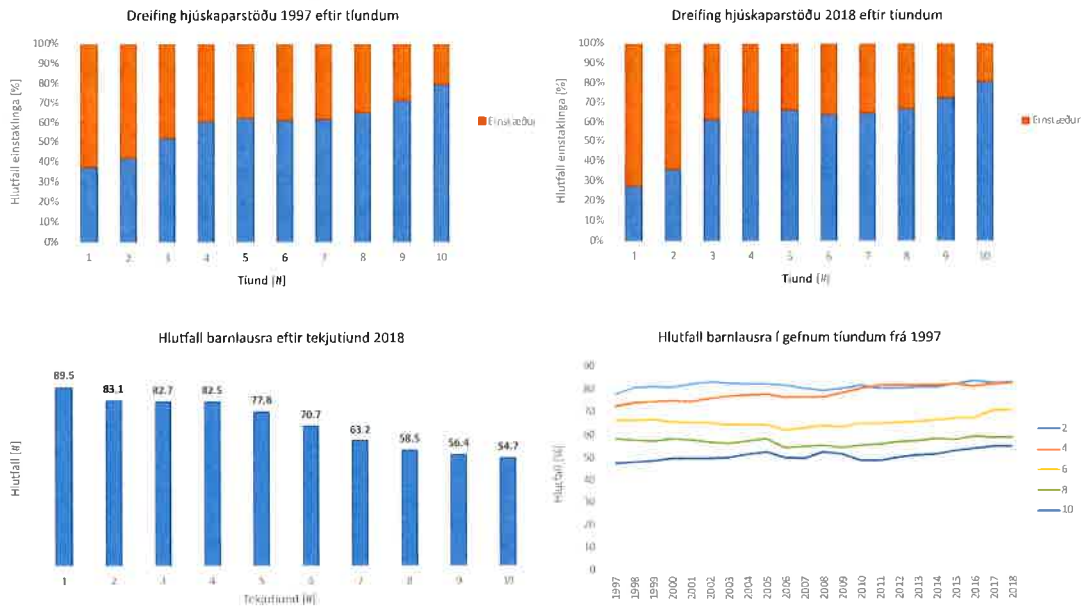 Dreifing hjúskaparstöðu 1997 eftir tíundum
100%
90%
80%
70%
60%
50%
40%
30%
20%
10%
0%
Hlutfall einstaklinga [%]
1 2 3 4 5 6 7 8 9 10
Tíund [#]
Einstæður
Dreifing hjúskaparstöðu 2018 eftir tíundum
100%
90%
80%
70%
60%
50%
40%
30%
20%
10%
0%
Hlutfall einstaklinga [%]
1 2 3 4 5 6 7 8 9 10
Tíund [#]
Einstæður
Hlutfall barnlausra eftir tekjutíund 2018
89.5 83.1 82.7 82.5 77.8 70.7 63.2 58.5 56.4 54.7
Hlutfall [#]
1 2 3 4 5 6 7 8 9 10
Tekjutíund [#]
Hlutfall barnlausra í gefnum tíundum frá 1997
90
80
70
60
50
40
30
20
10
0
Hlutfall [%]
1997 1998 1999 2000 2001 2002 2003 2004 2005 2006 2007 2008 2009 2010 2011 2012 2013 2014 2015 2016 2017 2018
2
4
6
8
10